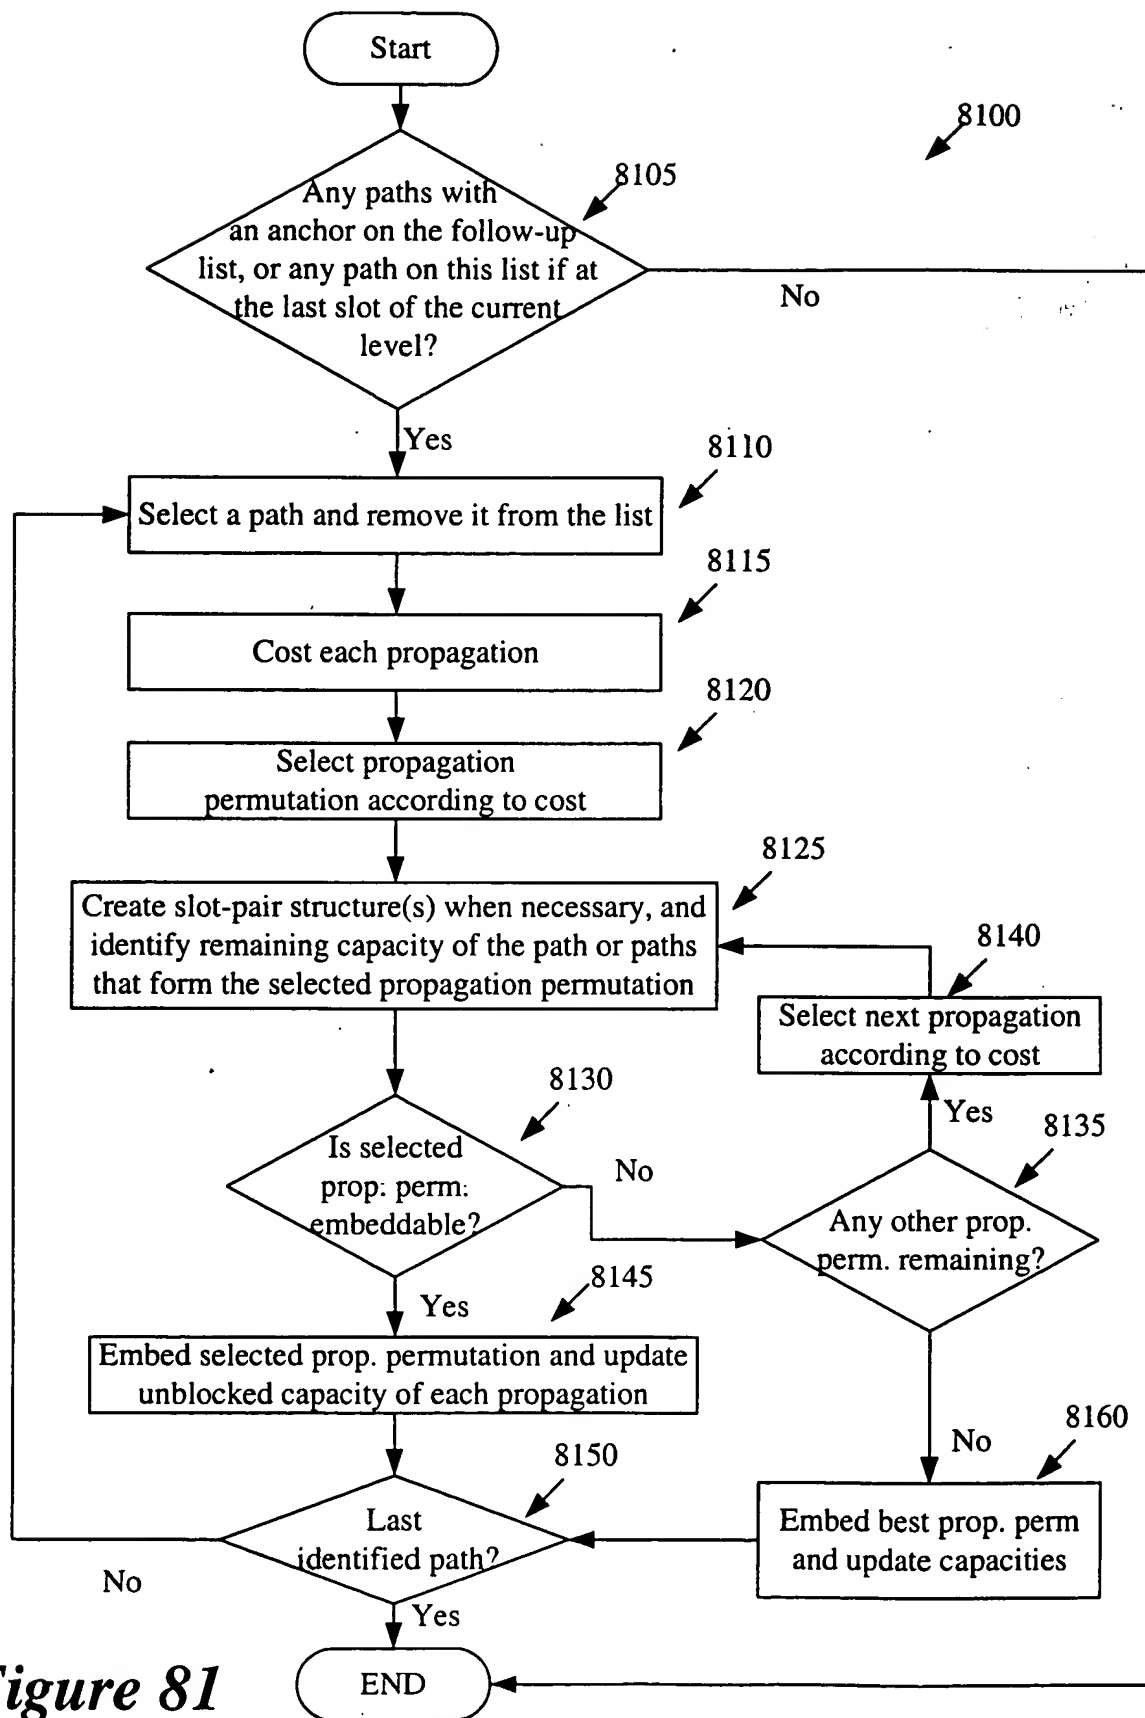 Start
8100
8105
Any paths with
an anchor on the follow-up
list, or any path on this list if at
the last slot of the current
level?
No
Yes
8110
Select a path and remove it from the list
8115
Cost each propagation
8120
Select propagation
permutation according to cost
8125
Create slot-pair structure(s) when necessary, and
identify remaining capacity of the path or paths
that form the selected propagation permutation
8140
Select next propagation
according to cost
8130
Is selected
prop. perm.
embeddable?
No
Yes
8135
Any other prop.
perm. remaining?
8145
Yes
Embed selected prop. permutation and update
unblocked capacity of each propagation
No
8160
8150
Last
identified path?
Embed best prop. perm
and update capacities
No
Yes
END
Figure 81